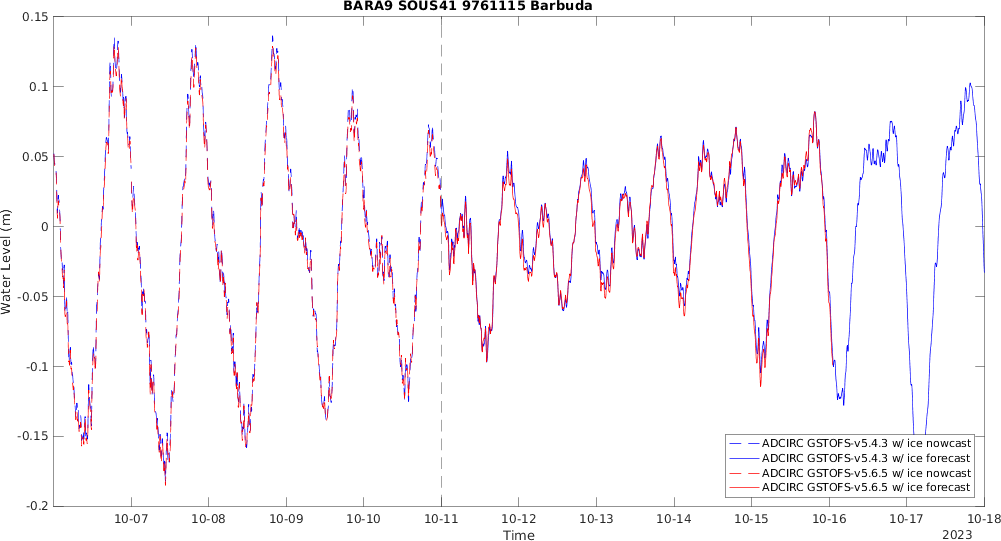 BARA9 SOUS41 9761115 Barbuda
0.15
0.1
0.05
0
-0.05
-0.1
-0.15
-0.2
Water Level (m)
ADCIRC GSTOFS-v5.4.3 w/ ice nowcast
ADCIRC GSTOFS-v5.4.3 w/ ice forecast
ADCIRC GSTOFS-v5.6.5 w/ ice nowcast
ADCIRC GSTOFS-v5.6.5 w/ ice forecast
10-07 10-08 10-09 10-10 10-11 10-12 10-13 10-14 10-15 10-16 10-17 10-18
Time
2023